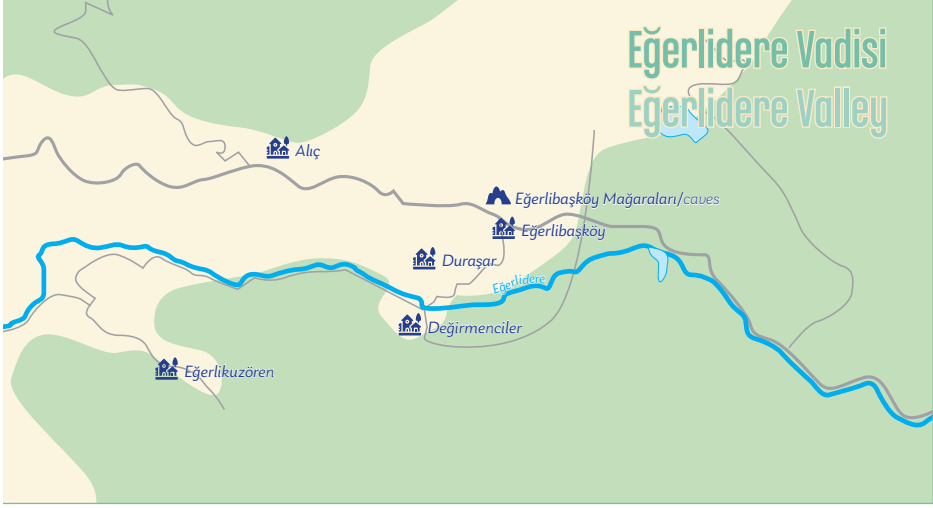 Eğerlidere Vadisi
Eğerlidere Valley
Alıç
Eğerlibaşköy Mağaraları/caves
Eğerlibaşköy
Duraşar
Eğerlidere
Değirmenciler
Eğerlikuzören